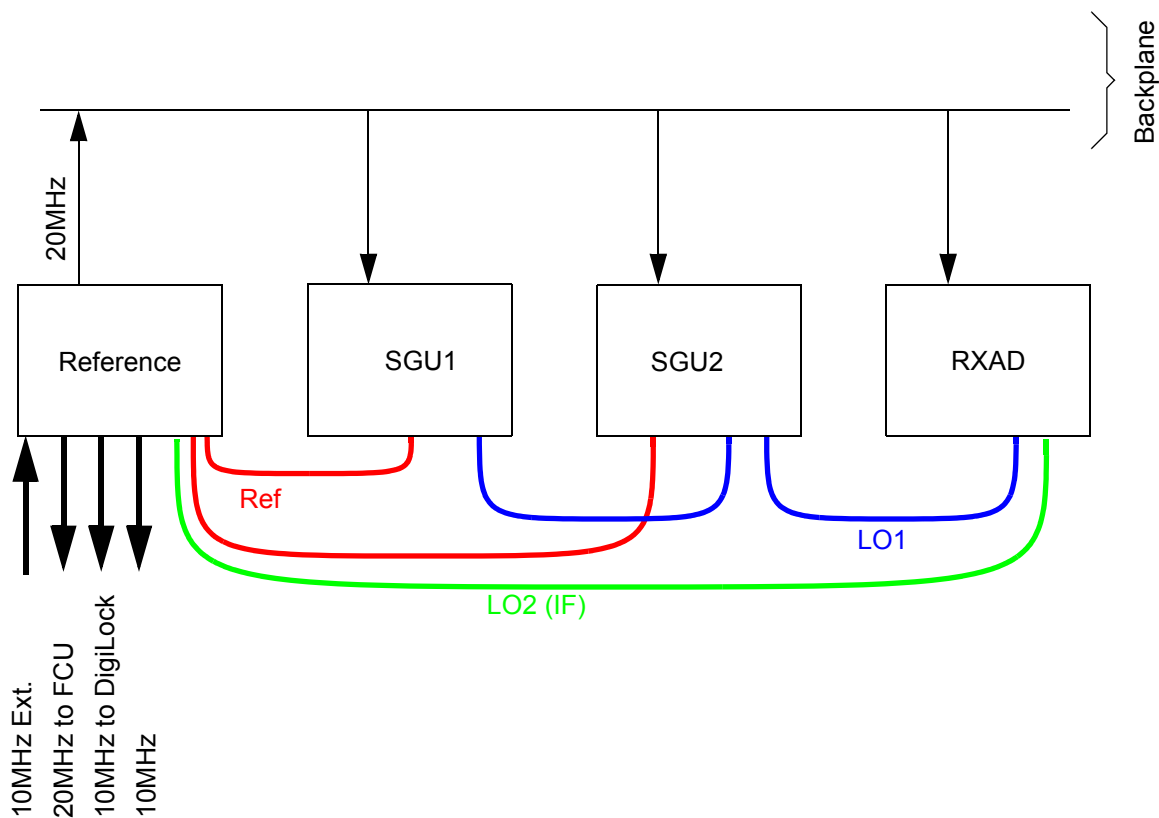 Backplane
20MHz
Reference
SGU1
SGU2
RXAD
Ref
LO1
LO2 (IF)
10MHz Ext.
20MHz to FCU
10MHz to DigiLock
10MHz